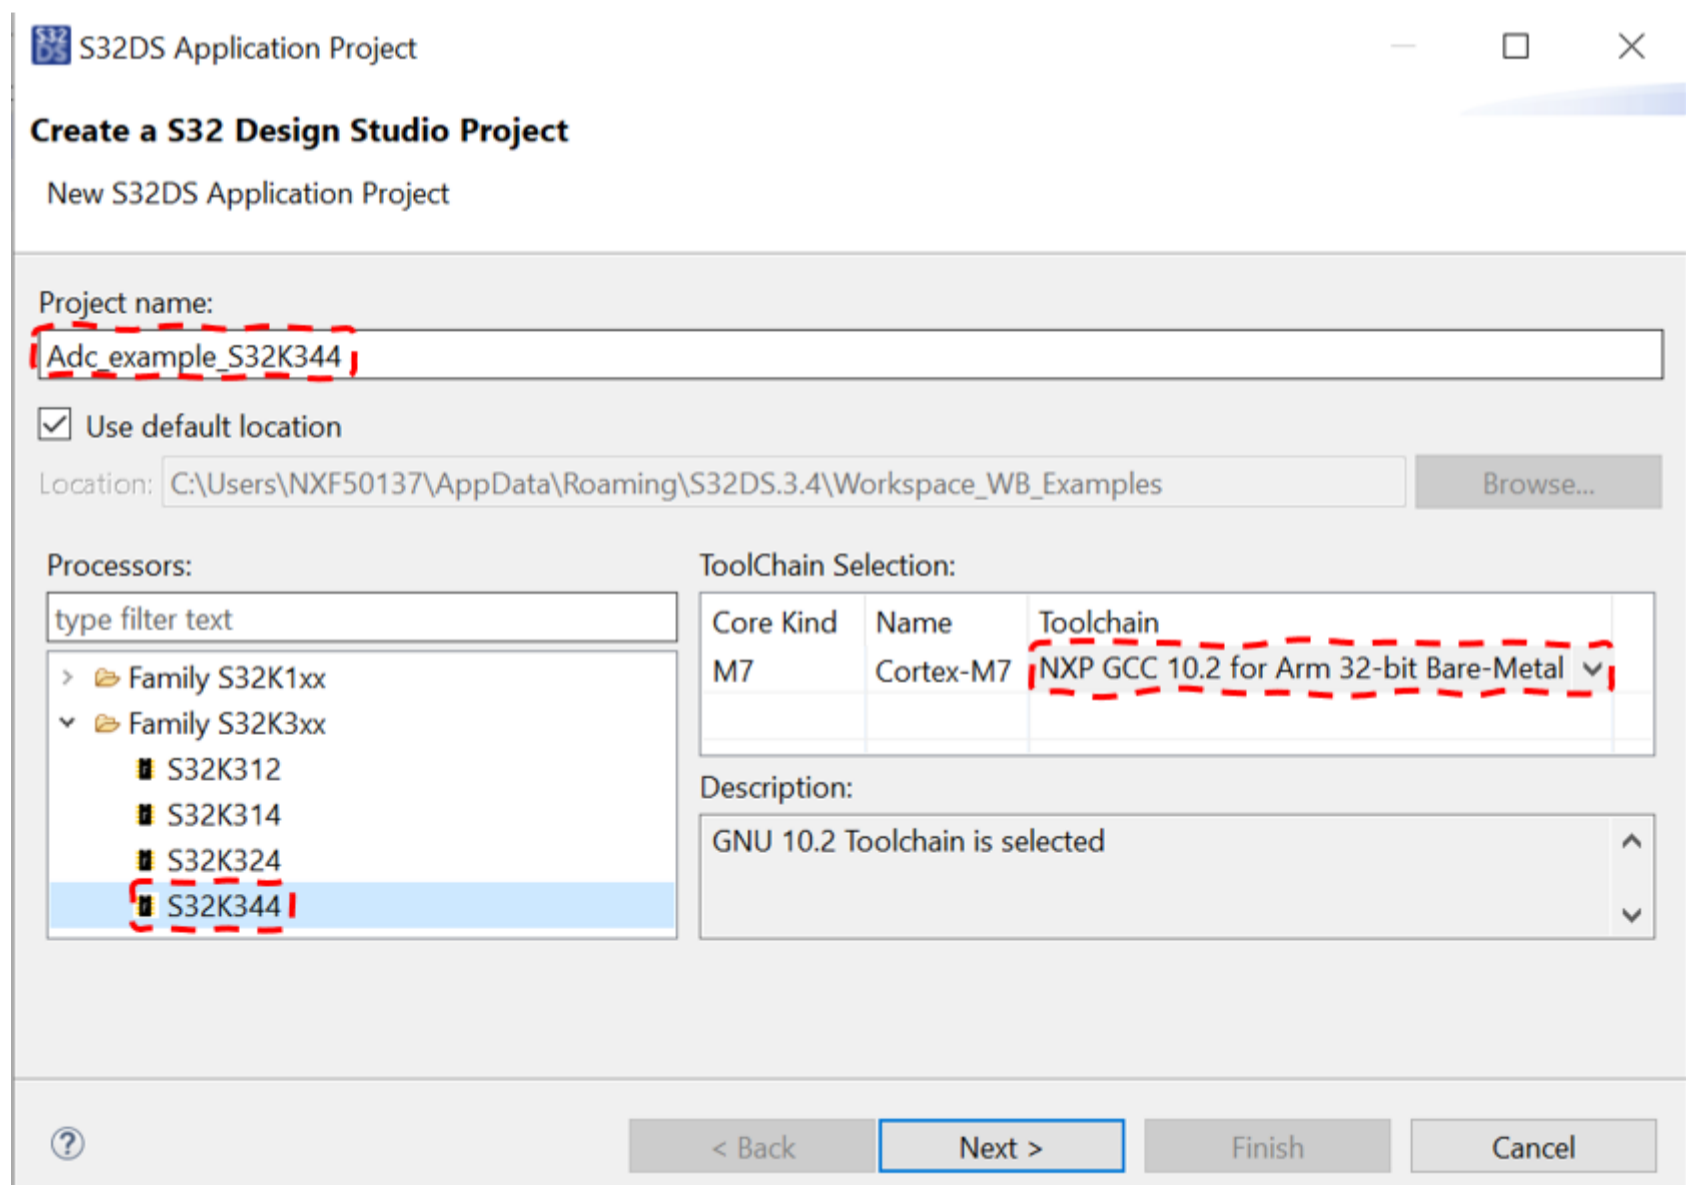 S32DS Application Project
Create a S32 Design Studio Project
New S32DS Application Project
Project name:
Adc_example_S32K344
Use default location
Location: C:\Users\NXF50137\AppData\Roaming\S32DS.3.4\Workspace_WB_Examples Browse...
Processors:
type filter text
Family S32K1xx
Family S32K3xx
S32K312
S32K314
S32K324
S32K344
ToolChain Selection:
Core Kind Name Toolchain
M7 Cortex-M7 NXP GCC 10.2 for Arm 32-bit Bare-Metal
Description:
GNU 10.2 Toolchain is selected
? < Back Next > Finish Cancel